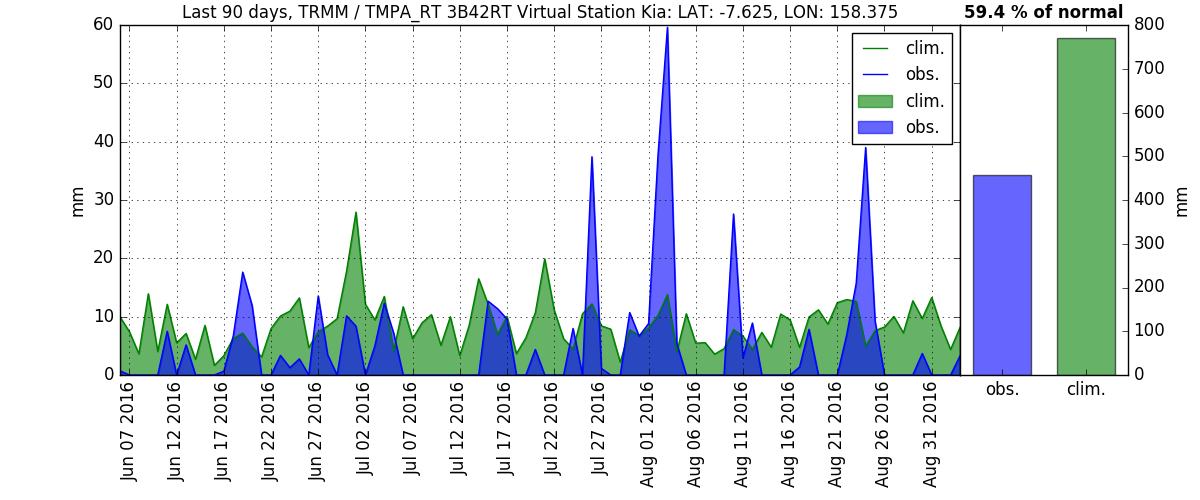 Last 90 days, TRMM / TMPA_RT 3B42RT Virtual Station Kia: LAT: -7.625, LON: 158.375
59.4 % of normal
60
50
40
30
20
10
0
mm
clim.
obs.
clim.
obs.
Jun 07 2016
Jun 12 2016
Jun 17 2016
Jun 22 2016
Jun 27 2016
Jul 02 2016
Jul 07 2016
Jul 12 2016
Jul 17 2016
Jul 22 2016
Jul 27 2016
Aug 01 2016
Aug 06 2016
Aug 11 2016
Aug 16 2016
Aug 21 2016
Aug 26 2016
Aug 31 2016
800
700
600
500
400
300
200
100
0
mm
obs.
clim.